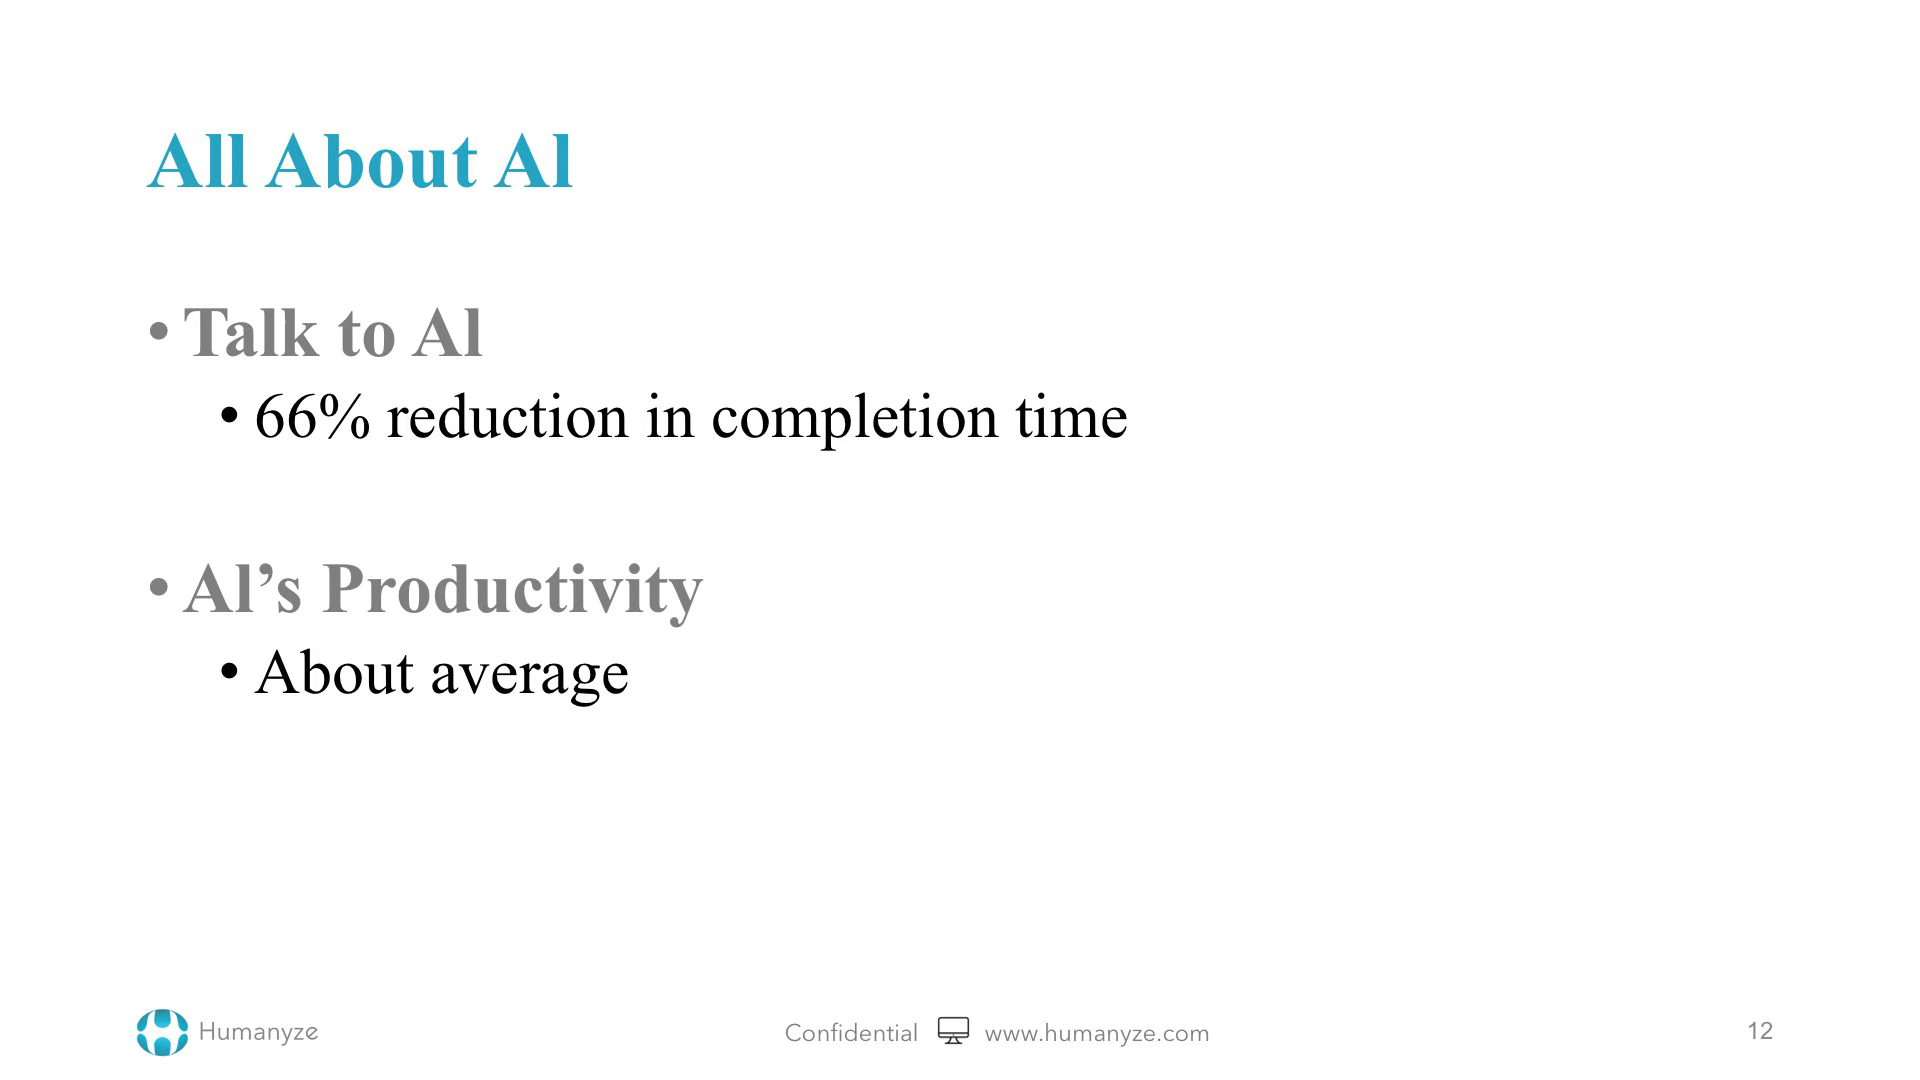 All About Al
• Talk to Al
• 66% reduction in completion time
• Al’s Productivity
• About average
Humanyze
Confidential www.humanyze.com
12